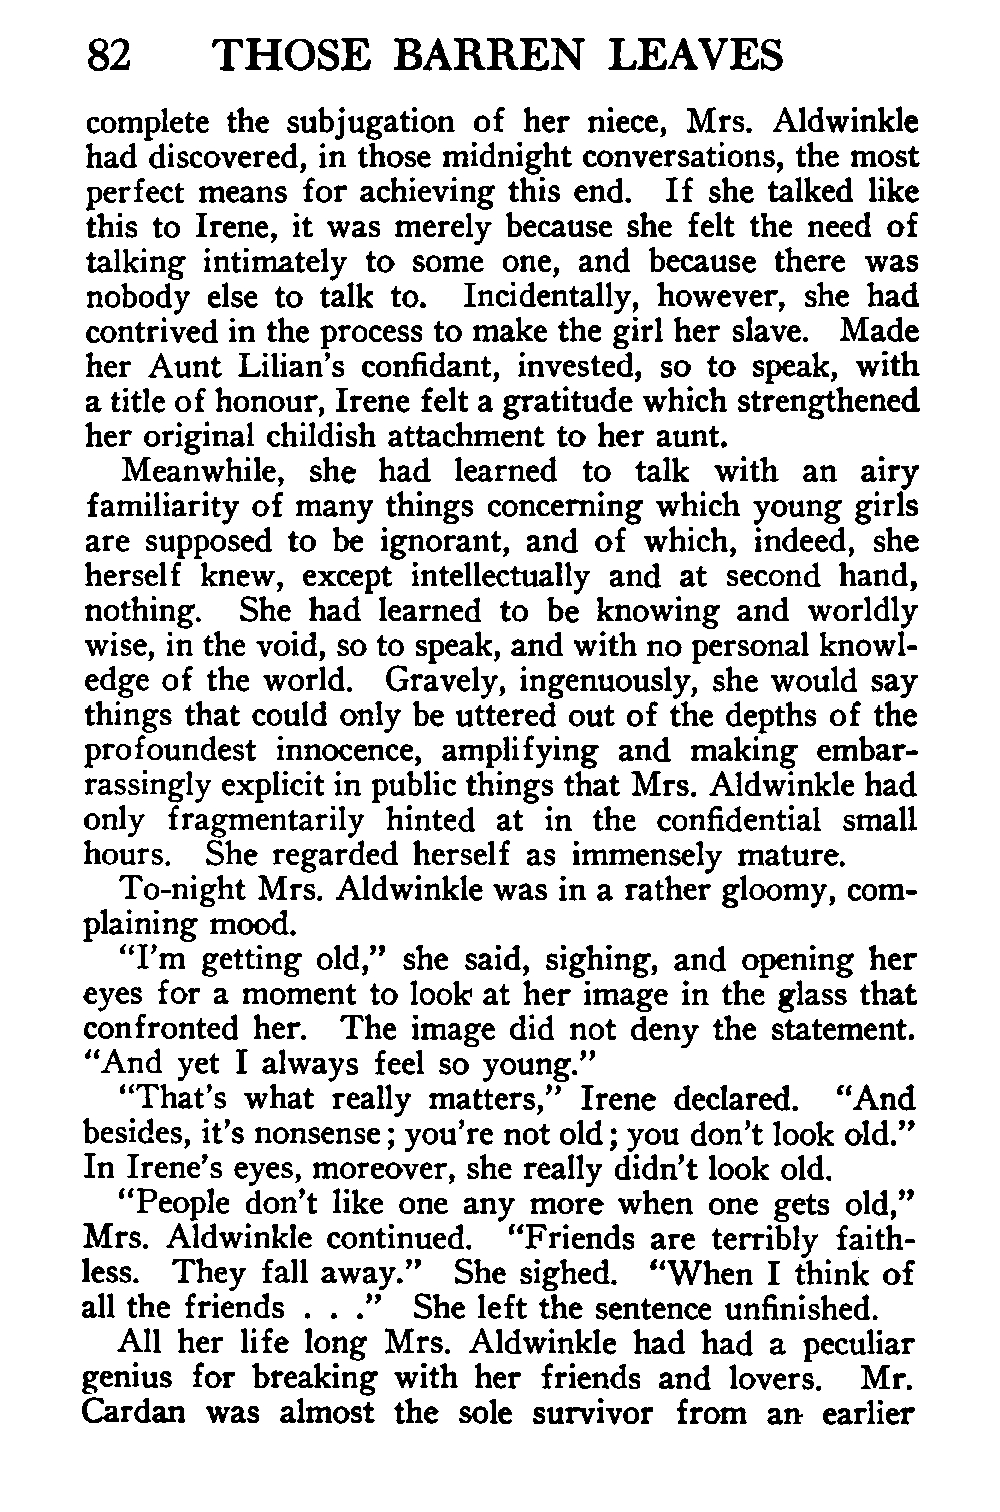 82 THOSE BARREN LEAVES
complete the subjugation of her niece, Mrs. Aldwinkle
had discovered, in those midnight conversations, the most
perfect means for achieving this end. If she talked like
this to Irene, it was merely because she felt the need of
talking intimately to some one, and because there was
nobody else to talk to. Incidentally, however, she had
contrived in the process to make the girl her slave. Made
her Aunt Lilian's confidant, invested, so to speak, with
a title of honour, Irene felt a gratitude which strengthened
her original childish attachment to her aunt.
Meanwhile, she had learned to talk with an airy
familiarity of many things concerning which young girls
are supposed to be ignorant, and of which, indeed, she
herself knew, except intellectually and at second hand,
nothing. She had learned to be knowing and worldly
wise, in the void, so to speak, and with no personal knowl-
edge of the world. Gravely, ingenuously, she would say
things that could only be uttered out of the depths of the
profoundest innocence, amplifying and making embar-
rassingly explicit in public things that Mrs. Aldwinkle had
only fragmentarily hinted at in the confidential small
hours. She regarded herself as immensely mature.
To-night Mrs. Aldwinkle was in a rather gloomy, com-
plaining mood.
"I'm getting old," she said, sighing, and opening her
eyes for a moment to look at her image in the glass that
confronted her. The image did not deny the statement.
"And yet I always feel so young."
"That's what really matters," Irene declared. "And
besides, it's nonsense; you're not old; you don't look old."
In Irene's eyes, moreover, she really didn't look old.
"People don't like one any more when one gets old,"
Mrs. Aldwinkle continued. "Friends are terribly faith-
less. They fall away." She sighed. "When I think of
all the friends . . ." She left the sentence unfinished.
All her life long Mrs. Aldwinkle had had a peculiar
genius for breaking with her friends and lovers. Mr.
Cardan was almost the sole survivor from an earlier